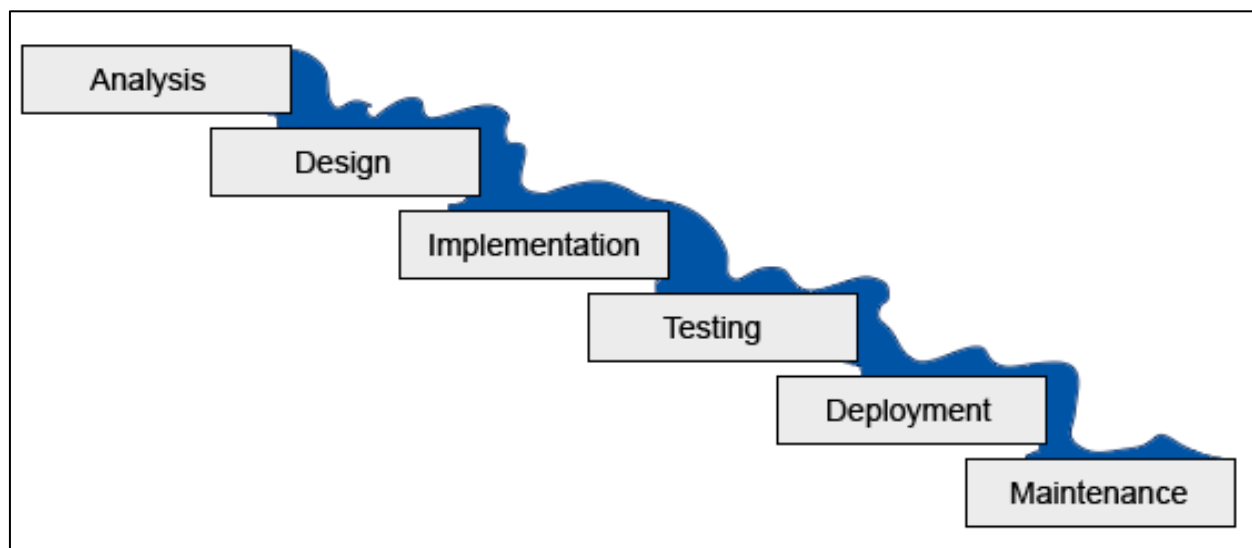 Analysis
Design
Implementation
Testing
Deployment
Maintenance